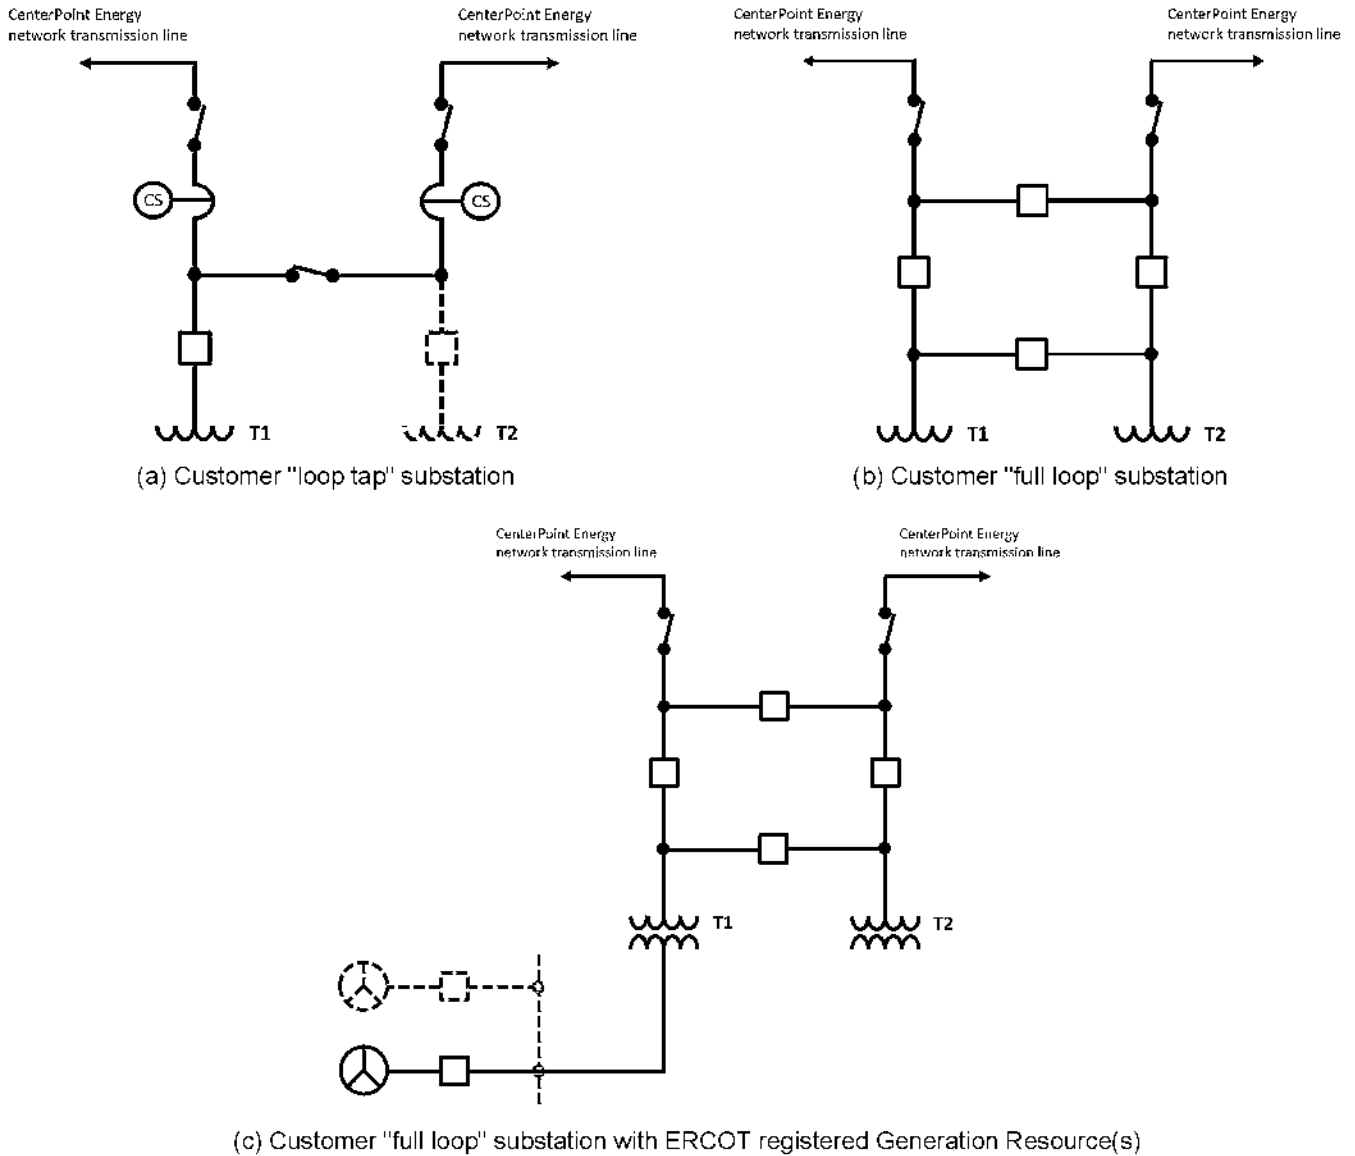 CenterPoint Energy
network transmission line
CenterPoint Energy
network transmission line
CS
CS
T1
T2
(a) Customer "loop tap" substation
CenterPoint Energy
network transmission line
CenterPoint Energy
network transmission line
T1
T2
(b) Customer "full loop" substation
CenterPoint Energy
network transmission line
CenterPoint Energy
network transmission line
T1
T2
(c) Customer "full loop" substation with ERCOT registered Generation Resource(s)